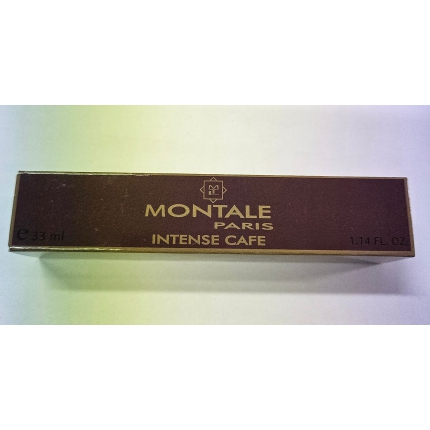 MONTALE
PARIS
INTENSE CAFE
e 33 ml
1.14 FL. OZ.